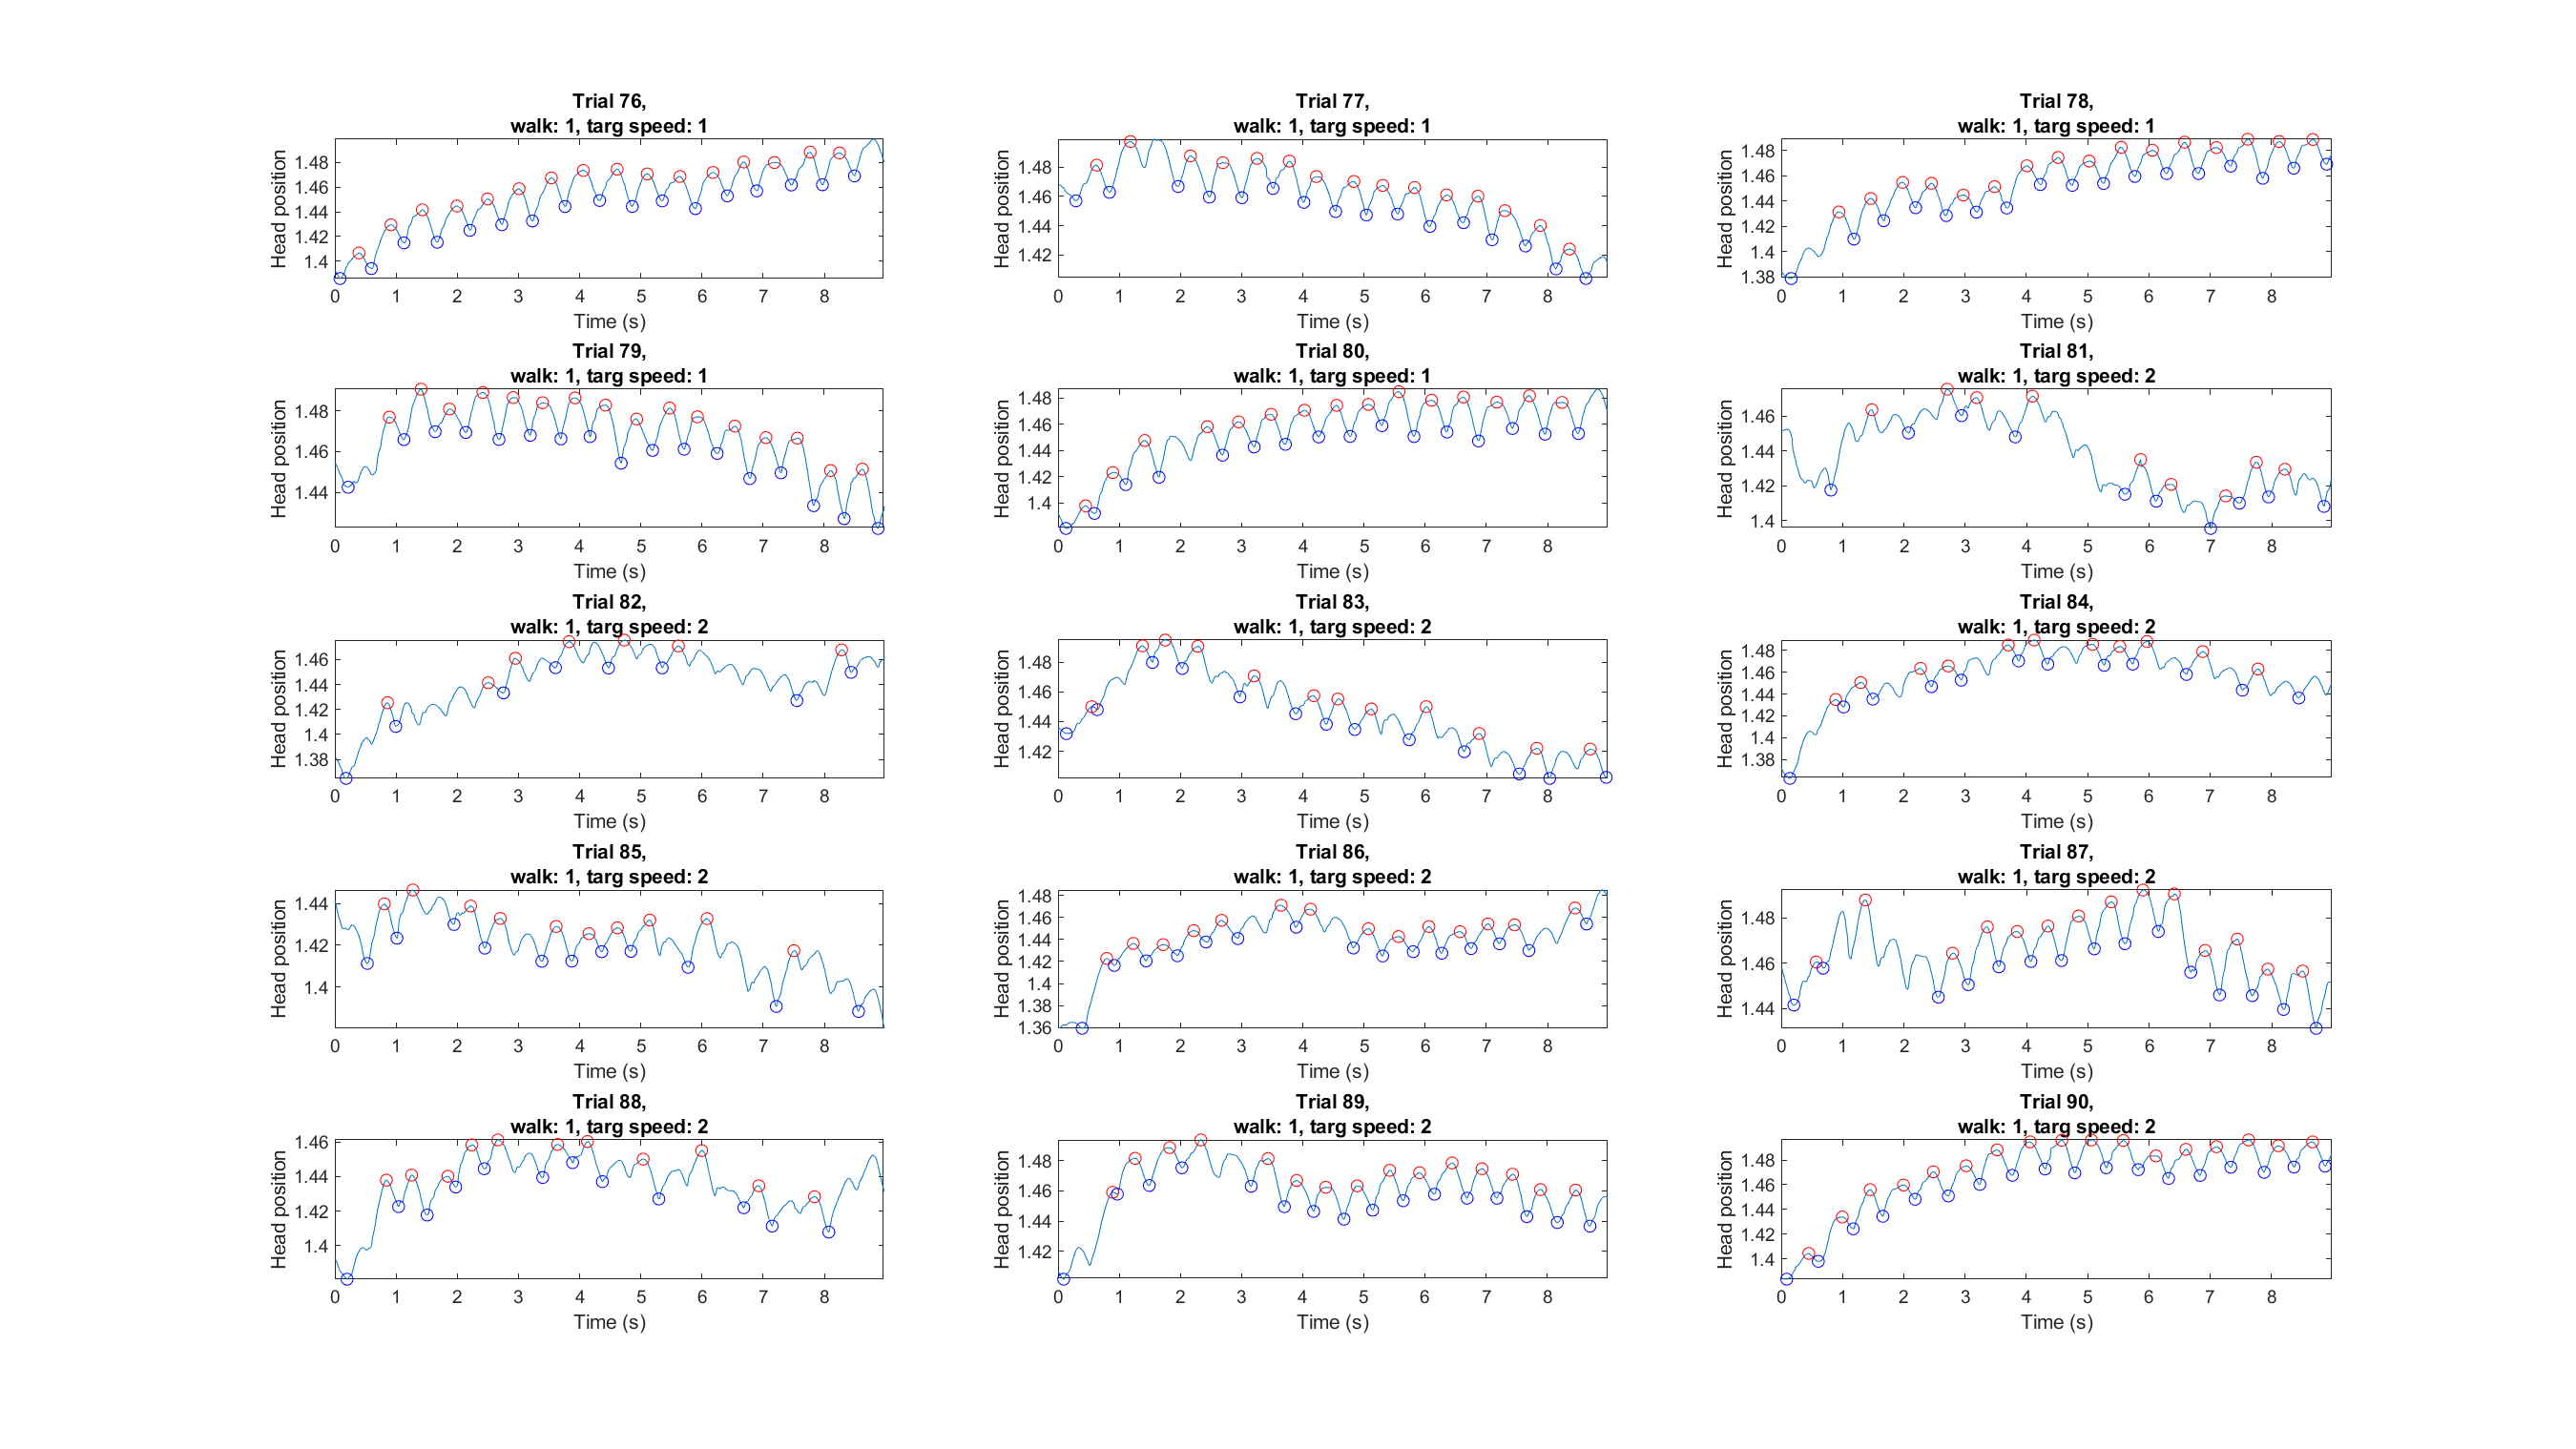 Trial 76,
walk: 1, targ speed: 1
Head position
1.48
1.46
1.44
1.42
1.4
0 1 2 3 4 5 6 7 8
Time (s)
Trial 77,
walk: 1, targ speed: 1
Head position
1.48
1.46
1.44
1.42
0 1 2 3 4 5 6 7 8
Time (s)
Trial 78,
walk: 1, targ speed: 1
Head position
1.48
1.46
1.44
1.42
1.4
1.38
0 1 2 3 4 5 6 7 8
Time (s)
Trial 79,
walk: 1, targ speed: 1
Head position
1.48
1.46
1.44
0 1 2 3 4 5 6 7 8
Time (s)
Trial 80,
walk: 1, targ speed: 1
Head position
1.48
1.46
1.44
1.42
1.4
0 1 2 3 4 5 6 7 8
Time (s)
Trial 81,
walk: 1, targ speed: 2
Head position
1.46
1.44
1.42
1.4
0 1 2 3 4 5 6 7 8
Time (s)
Trial 82,
walk: 1, targ speed: 2
Head position
1.46
1.44
1.42
1.4
1.38
0 1 2 3 4 5 6 7 8
Time (s)
Trial 83,
walk: 1, targ speed: 2
Head position
1.48
1.46
1.44
1.42
0 1 2 3 4 5 6 7 8
Time (s)
Trial 84,
walk: 1, targ speed: 2
Head position
1.48
1.46
1.44
1.42
1.4
1.38
0 1 2 3 4 5 6 7 8
Time (s)
Trial 85,
walk: 1, targ speed: 2
Head position
1.44
1.42
1.4
0 1 2 3 4 5 6 7 8
Time (s)
Trial 86,
walk: 1, targ speed: 2
Head position
1.48
1.46
1.44
1.42
1.4
1.38
1.36
0 1 2 3 4 5 6 7 8
Time (s)
Trial 87,
walk: 1, targ speed: 2
Head position
1.48
1.46
1.44
0 1 2 3 4 5 6 7 8
Time (s)
Trial 88,
walk: 1, targ speed: 2
Head position
1.46
1.44
1.42
1.4
0 1 2 3 4 5 6 7 8
Time (s)
Trial 89,
walk: 1, targ speed: 2
Head position
1.48
1.46
1.44
1.42
0 1 2 3 4 5 6 7 8
Time (s)
Trial 90,
walk: 1, targ speed: 2
Head position
1.48
1.46
1.44
1.42
1.4
0 1 2 3 4 5 6 7 8
Time (s)